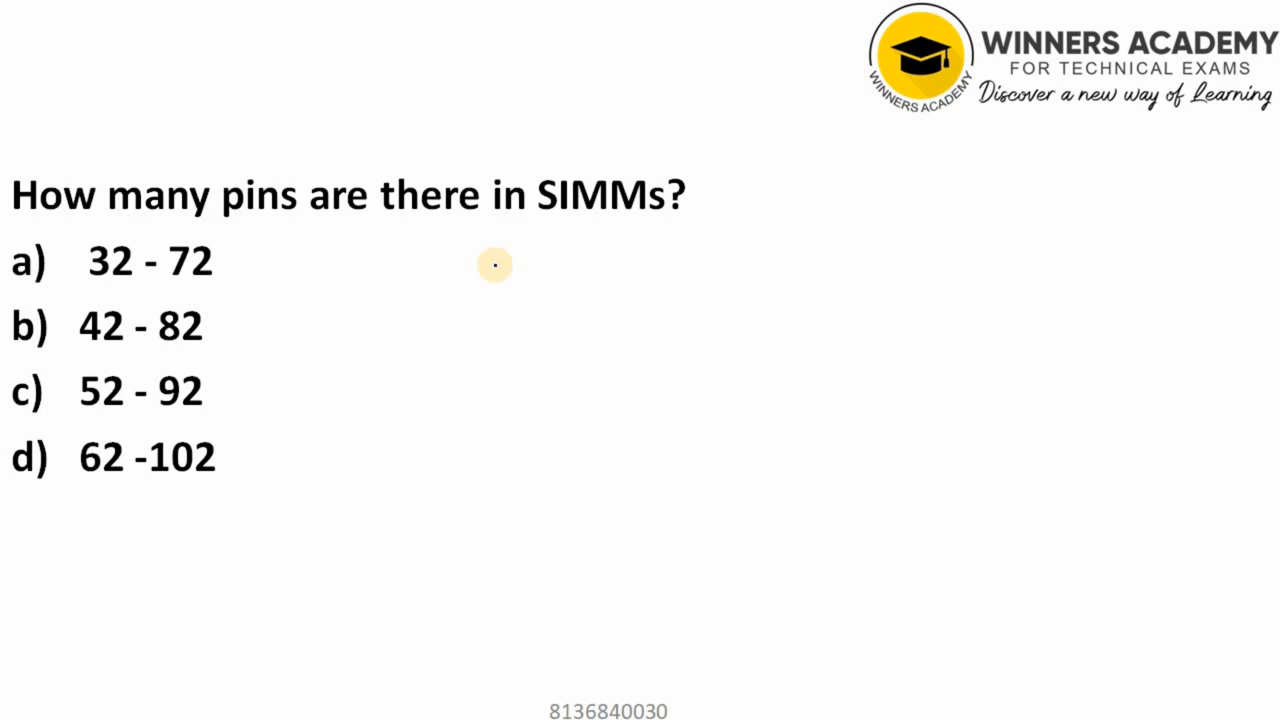 WINNERS ACADEMY
FOR TECHNICAL EXAMS
Discover a new way of Learning
WINNERS ACADEMY
How many pins are there in SIMMs?
a) 32 - 72
b) 42 - 82
c) 52 - 92
d) 62 -102
8136840030